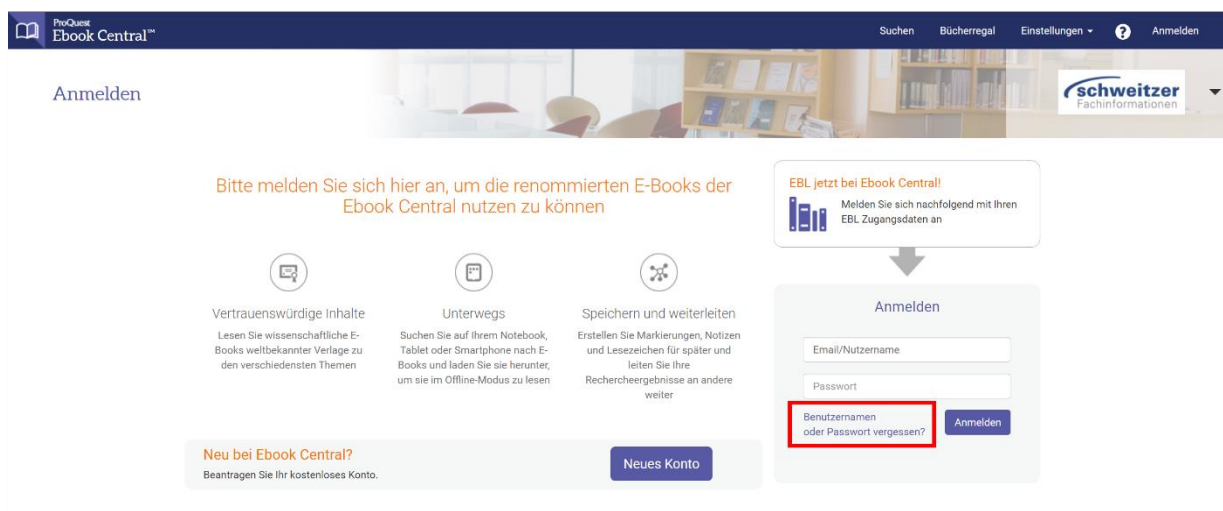 ProQuest
Ebook Central™
Suchen
Bücherregal
Einstellungen
?
Anmelden
Anmelden
schweitzer
Fachinformationen
Bitte melden Sie sich hier an, um die renommierten E-Books der
Ebook Central nutzen zu können
Vertrauenswürdige Inhalte
Lesen Sie wissenschaftliche E-
Books weltbekannter Verlage zu
den verschiedensten Themen
Unterwegs
Suchen Sie auf Ihrem Notebook,
Tablet oder Smartphone nach E-
Books und laden Sie sie herunter,
um sie im Offline-Modus zu lesen
Speichern und weiterleiten
Erstellen Sie Markierungen, Notizen
und Lesezeichen für später und
leiten Sie Ihre
Rechercheergebnisse an andere
weiter
Neu bei Ebook Central?
Beantragen Sie Ihr kostenloses Konto.
Neues Konto
EBL jetzt bei Ebook Central!
Melden Sie sich nachfolgend mit Ihren
EBL Zugangsdaten an
Anmelden
Email/Nutzername
Passwort
Benutzernamen
oder Passwort vergessen?
Anmelden